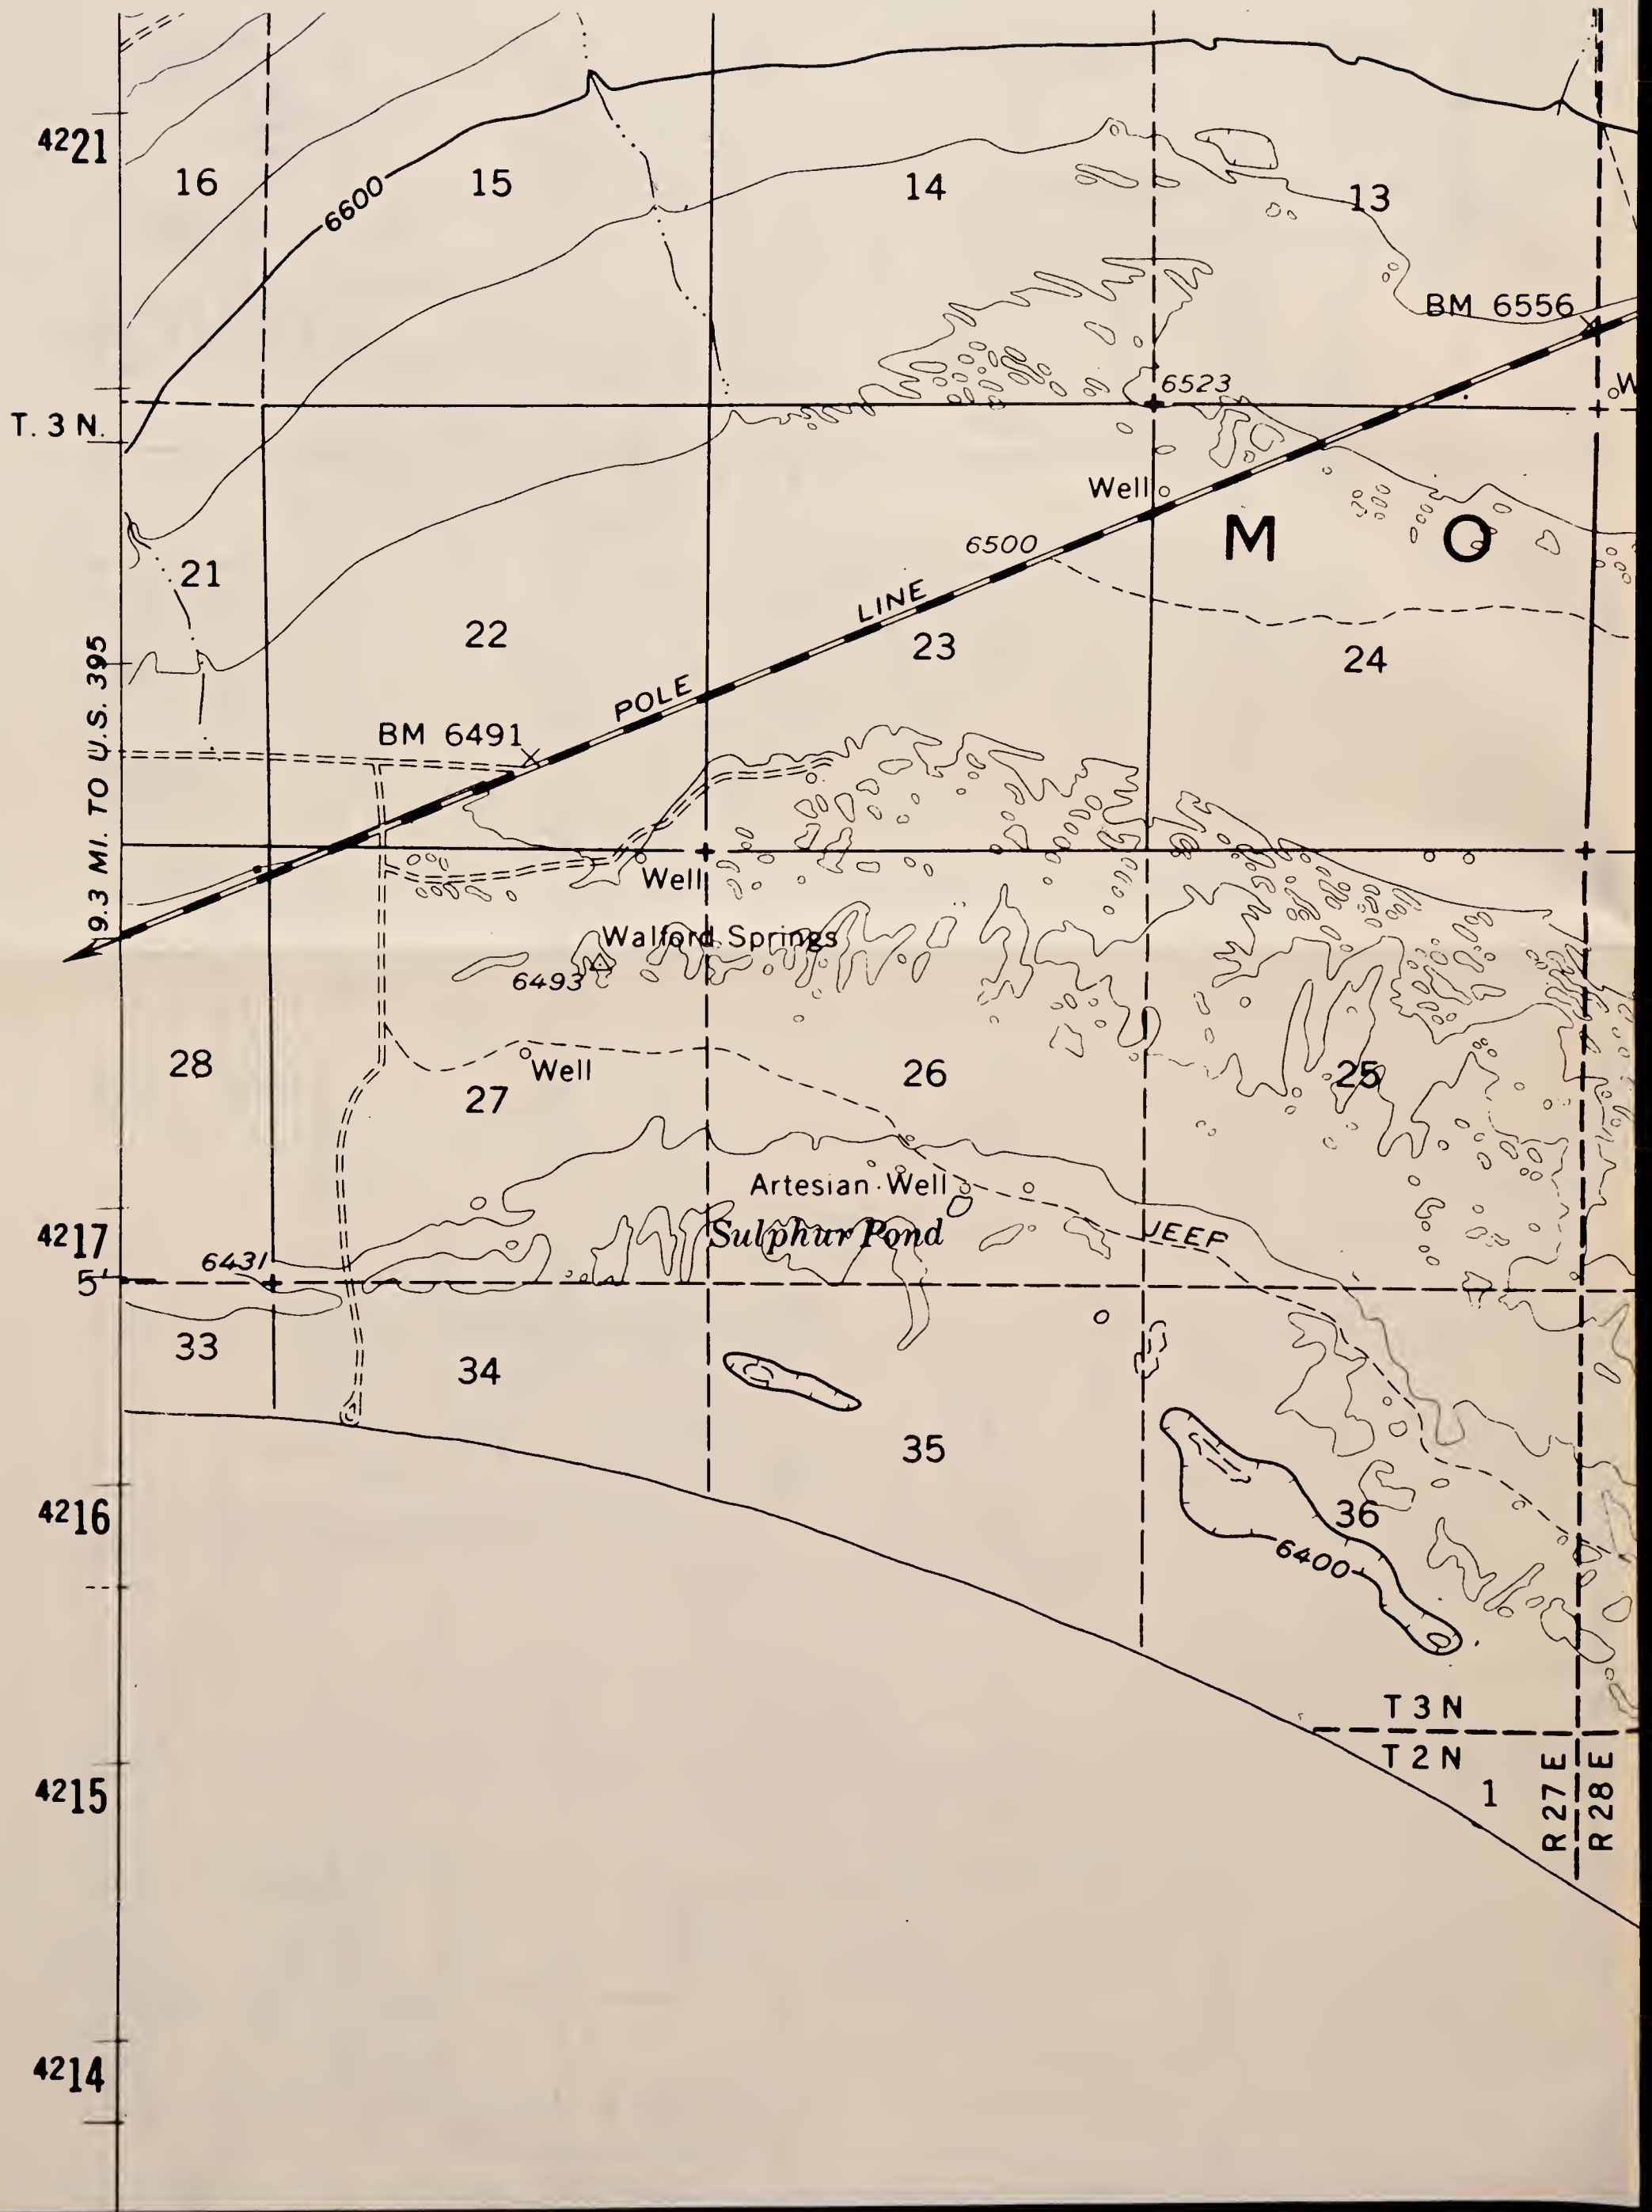 4221
16
15
14
13
6600
BM 6556
6523
W
T. 3 N.
Well
M O
6500
21
LINE
22
23
24
POLE
BM 6491
9.3 MI. TO U.S. 395
Well
Walford Springs
6493
28
Well
27
26
25
Artesian Well
4217
Sulphur Pond
JEEP
6431
5'
33
34
35
4216
36
6400
T 3 N
T 2 N
1
R 27 E
R 28 E
4215
4214